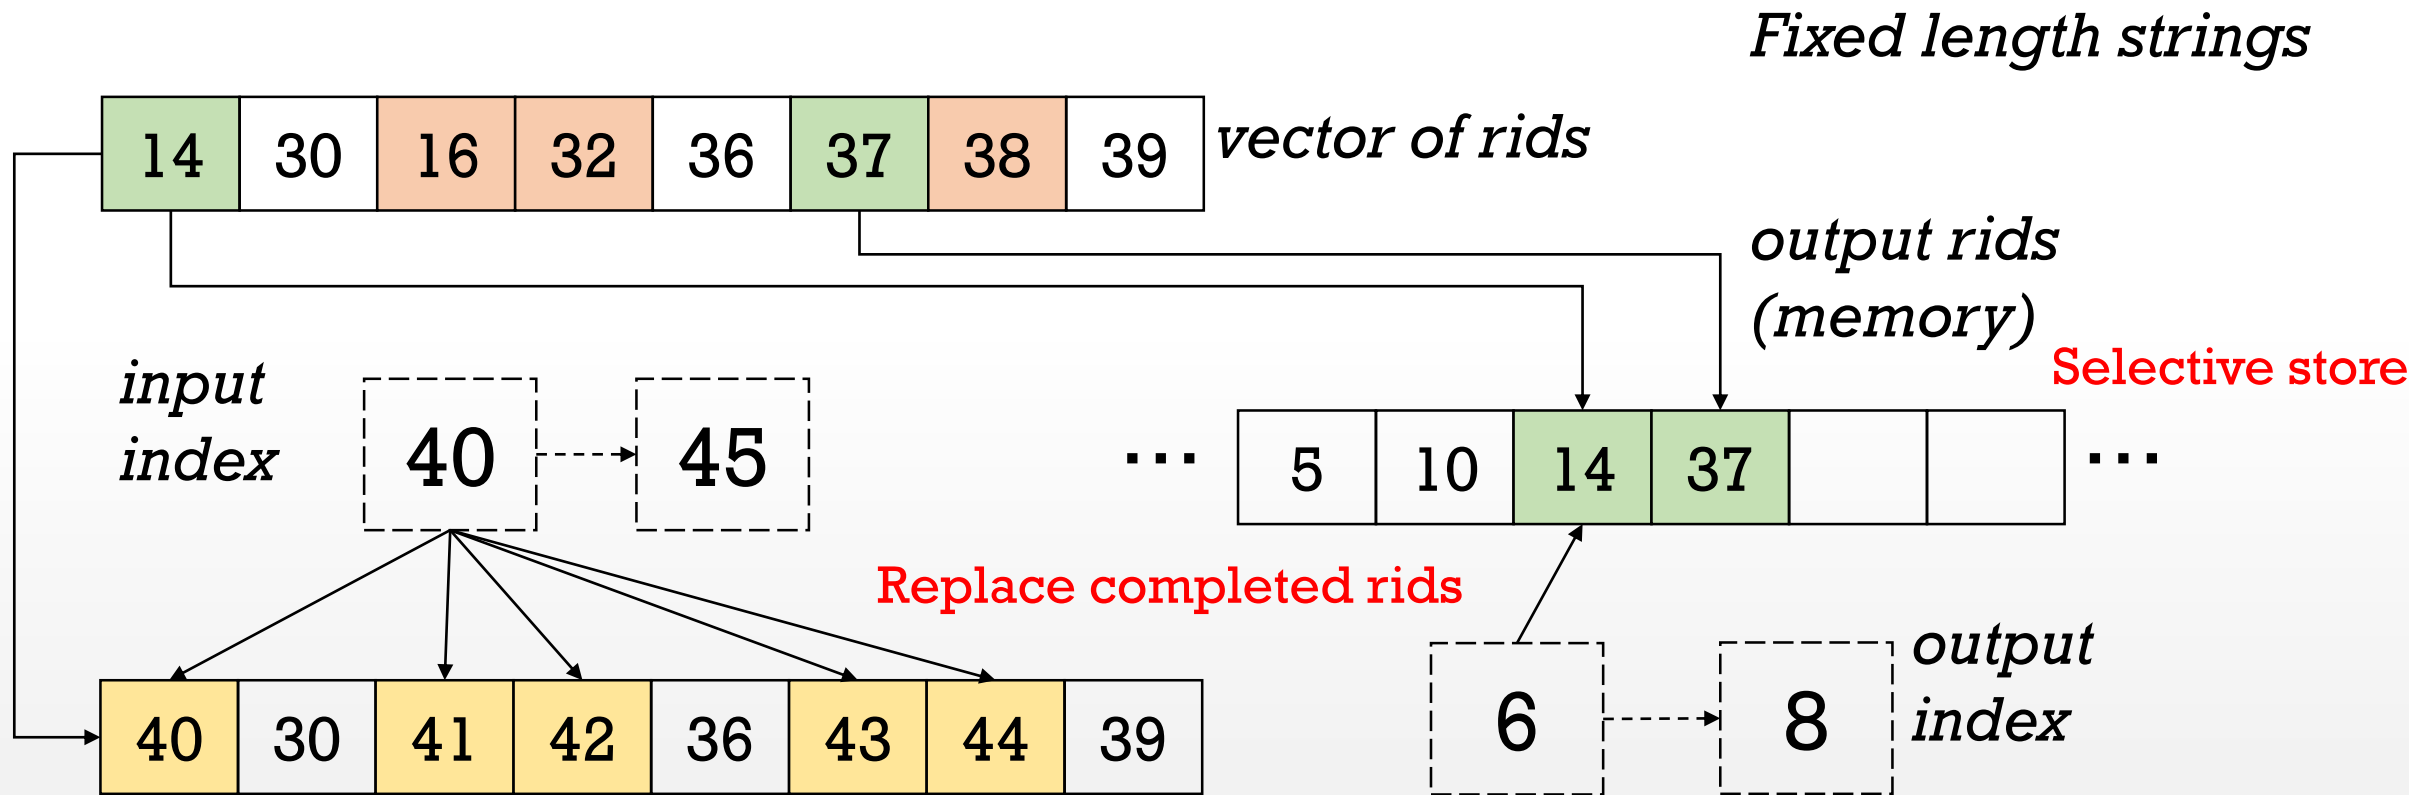 Fixed length strings
14 30 16 32 36 37 38 39 vector of rids
output rids
(memory)
Selective store
input
index
40 45
... 5 10 14 37 ...
Replace completed rids
6 8
output
index
40 30 41 42 36 43 44 39